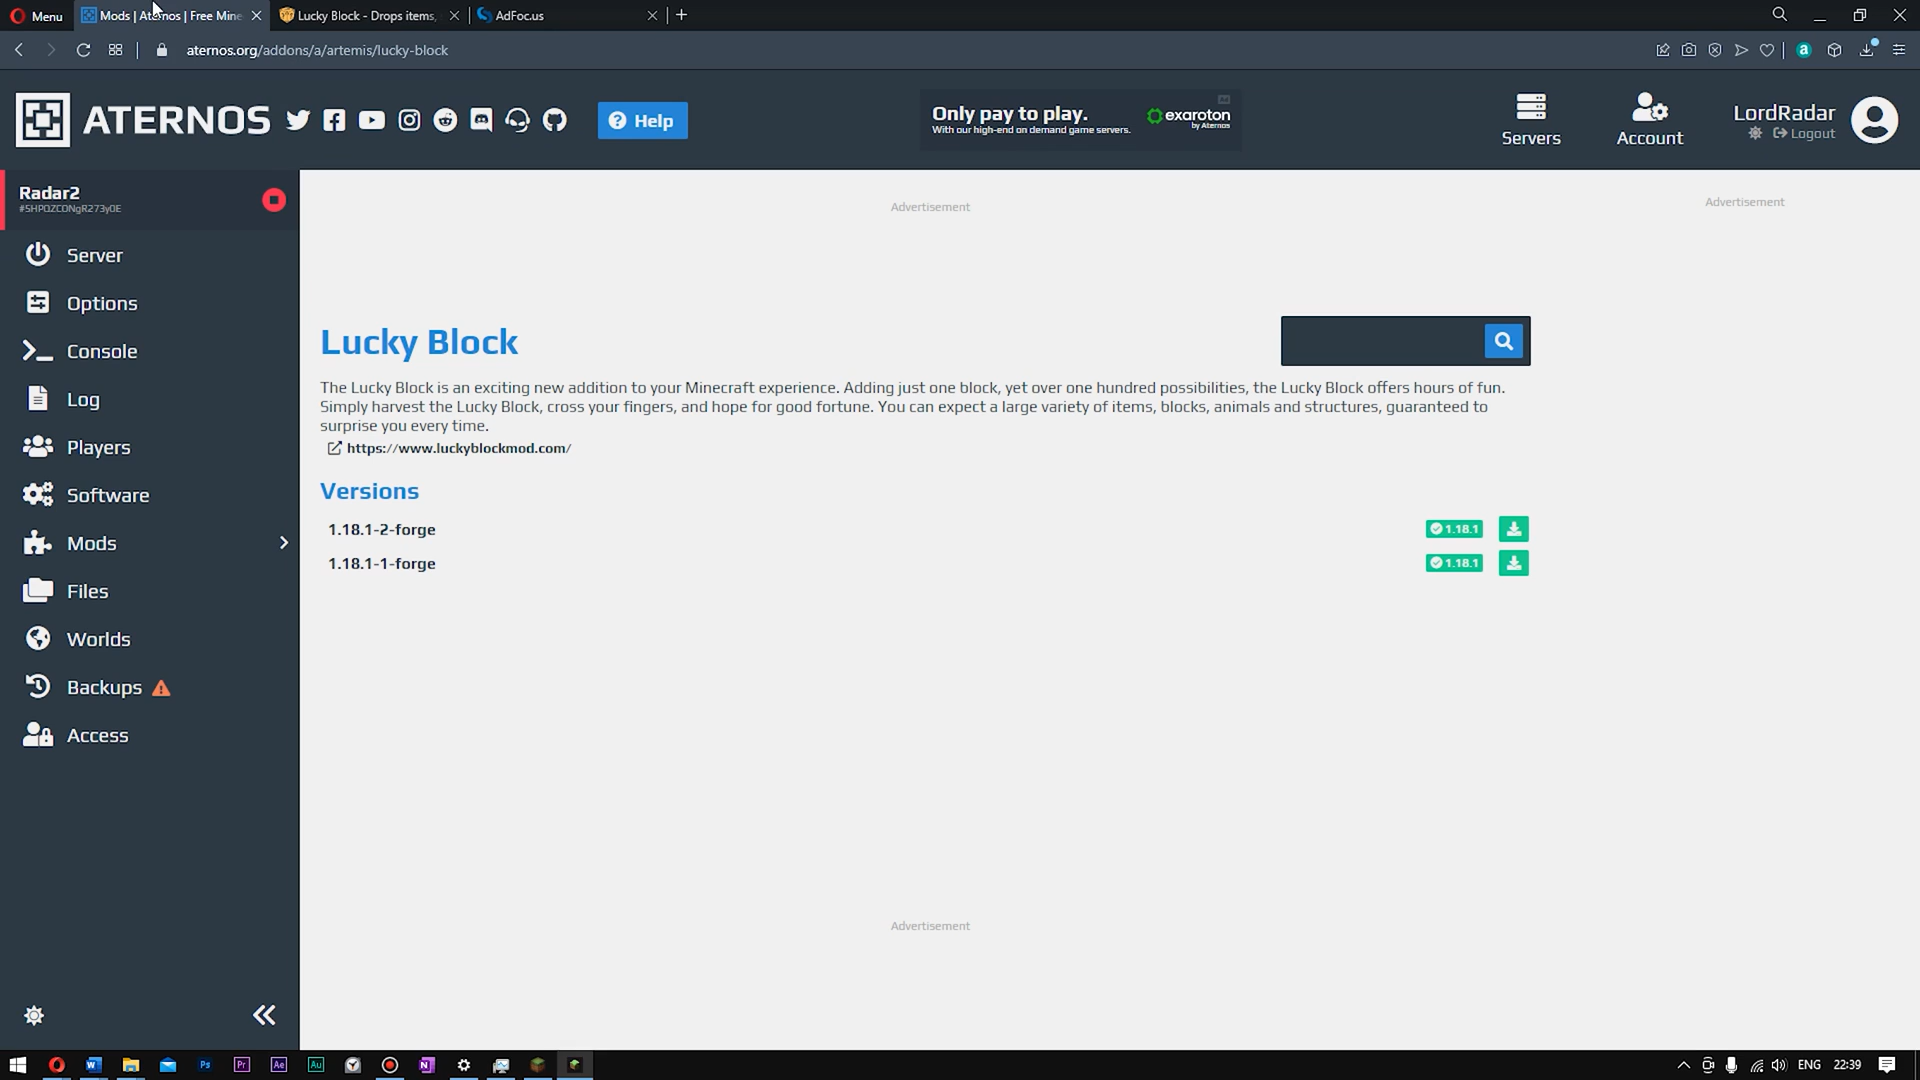 Menu
Mods | Aternos | Free Mine
Lucky Block - Drops items,
AdFoc.us
aternos.org/addons/a/artemis/lucky-block
ATERNOS
Help
Only pay to play.
With our high-end on demand game servers.
exaroton
by Aternos
Ad
Servers
Account
LordRadar
Logout
Radar2
Advertisement
Advertisement
Server
Options
Console
Log
Players
Software
Mods
Files
Worlds
Backups
Access
Lucky Block
The Lucky Block is an exciting new addition to your Minecraft experience. Adding just one block, yet over one hundred possibilities, the Lucky Block offers hours of fun.
Simply harvest the Lucky Block, cross your fingers, and hope for good fortune. You can expect a large variety of items, blocks, animals and structures, guaranteed to
surprise you every time.
https://www.luckyblockmod.com/
Versions
1.18.1-2-forge
1.18.1
1.18.1-1-forge
1.18.1
Advertisement
ENG
22:39